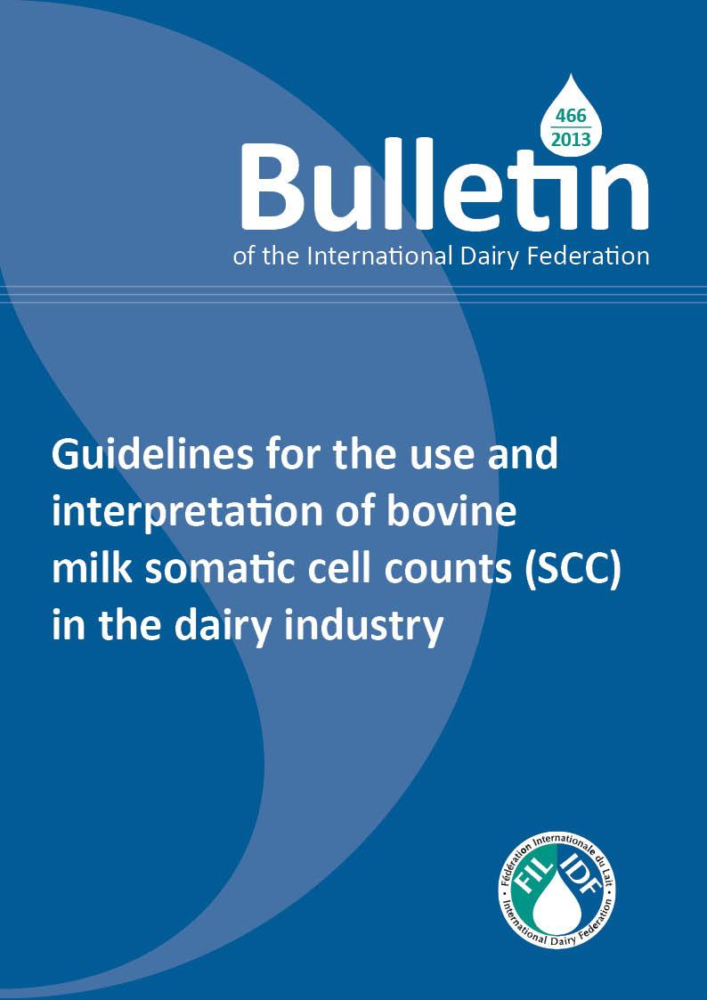 466
2013
Bulletin
of the International Dairy Federation
Guidelines for the use and
interpretation of bovine
milk somatic cell counts (SCC)
in the dairy industry
Fédération Internationale du Lait
FIL IDF
International Dairy Federation